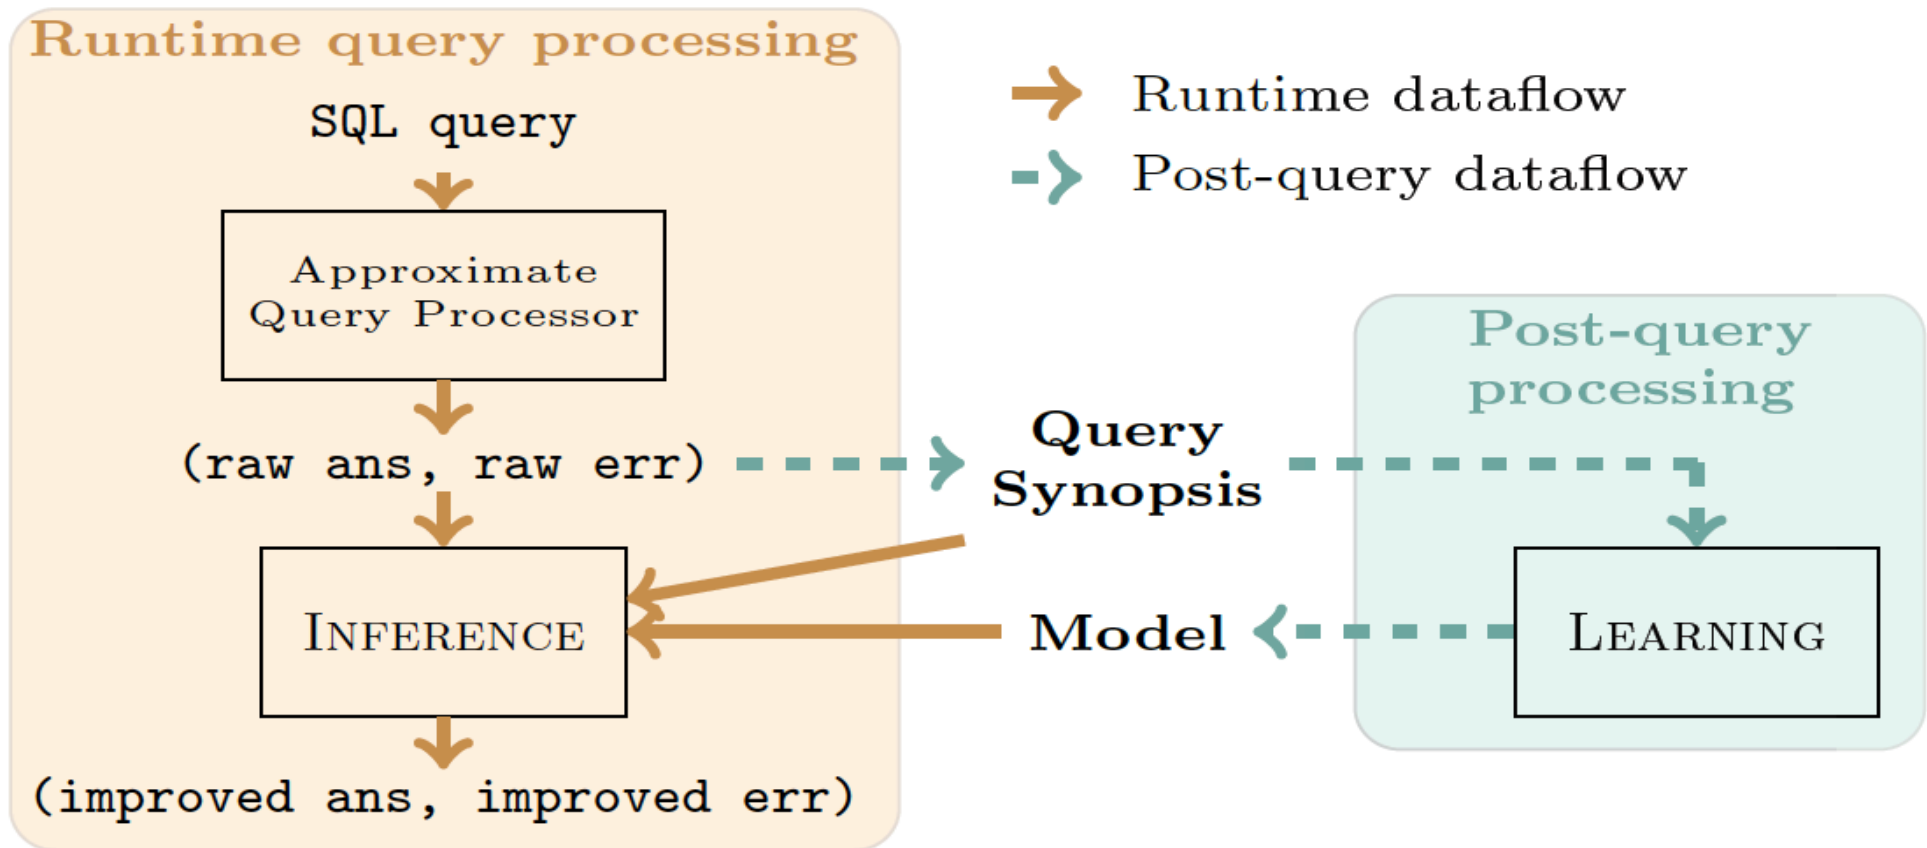 Runtime query processing
SQL query
Approximate
Query Processor
(raw ans, raw err)
INFERENCE
(improved ans, improved err)
Runtime dataflow
Post-query dataflow
Query
Synopsis
Model
Post-query
processing
LEARNING